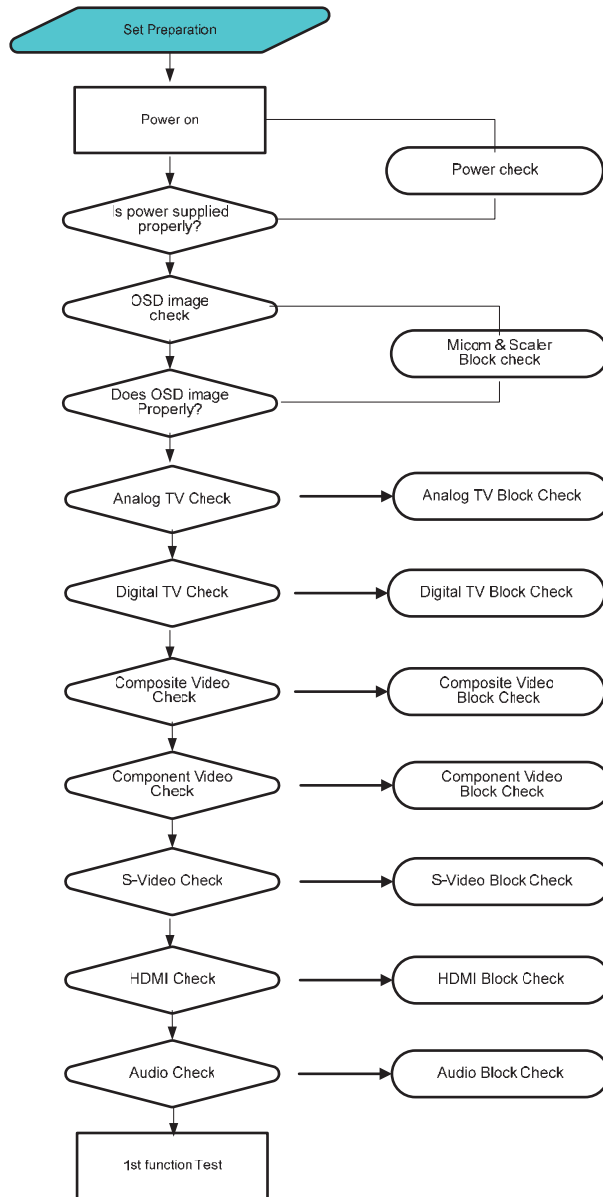 Set Preparation
Power on
Power check
Is power supplied
properly?
OSD image
check
Micom & Scaler
Block check
Does OSD image
Properly?
Analog TV Check
Analog TV Block Check
Digital TV Check
Digital TV Block Check
Composite Video
Check
Composite Video
Block Check
Component Video
Check
Component Video
Block Check
S-Video Check
S-Video Block Check
HDMI Check
HDMI Block Check
Audio Check
Audio Block Check
1st function Test